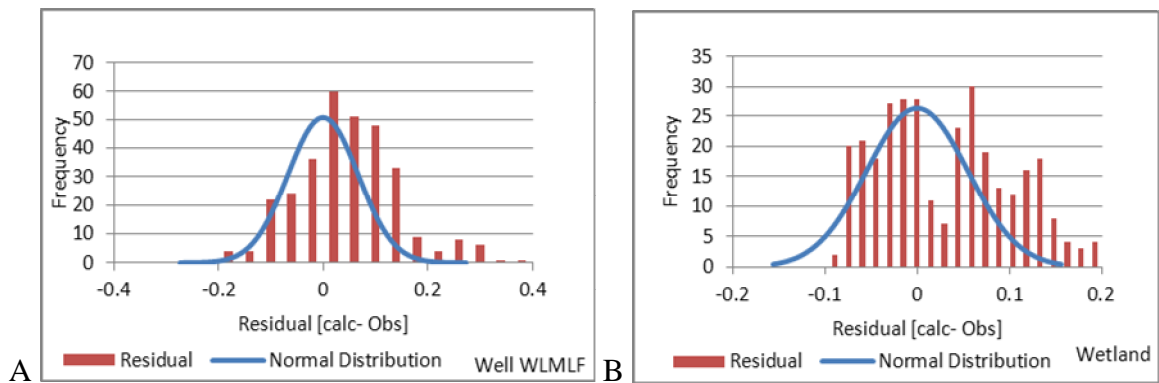 70
60
50
40
30
20
10
0
-0.4 -0.2 0 0.2 0.4
Frequency
Residual [calc- Obs]
Residual Normal Distribution Well WLMLF
A
35
30
25
20
15
10
5
0
-0.2 -0.1 0 0.1 0.2
Frequency
Residual [calc- Obs]
Residual Normal Distribution Wetland
B